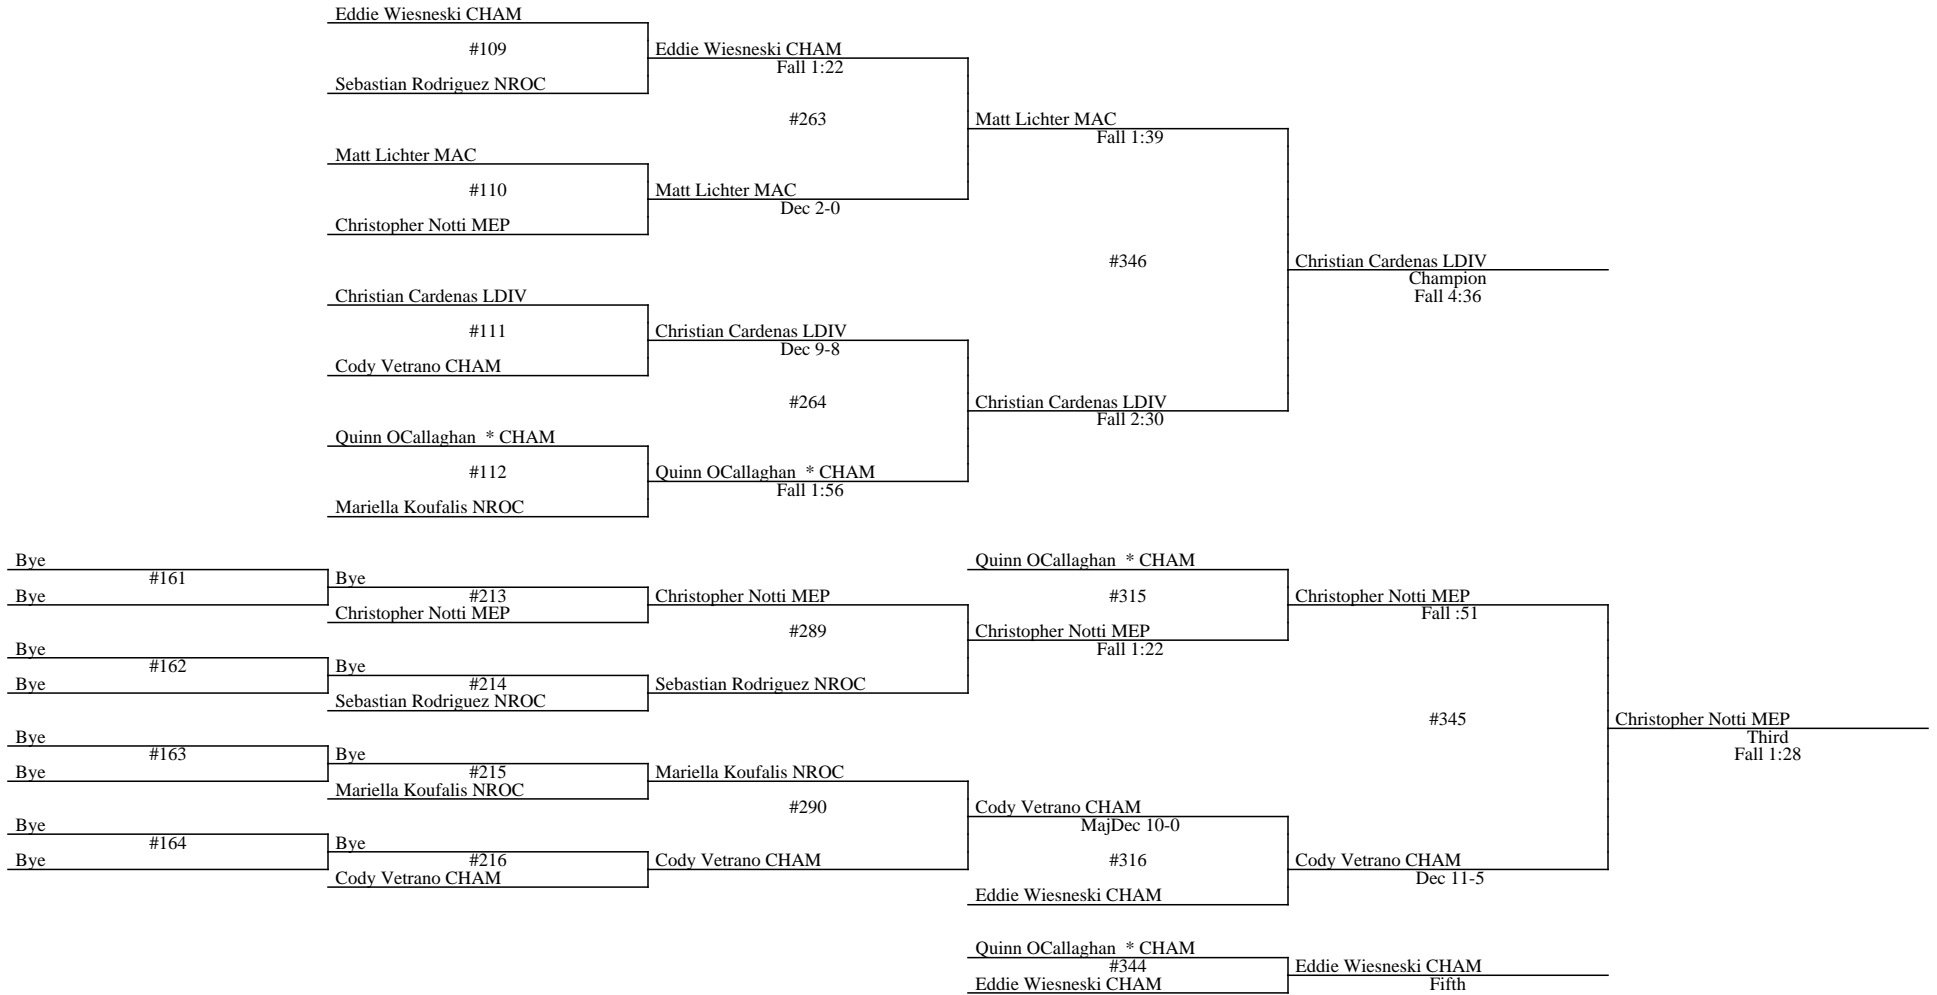 Eddie Wiesneski CHAM
#109
Sebastian Rodriguez NROC
Eddie Wiesneski CHAM
Fall 1:22
#263
Matt Lichter MAC
#110
Christopher Notti MEP
Matt Lichter MAC
Dec 2-0
Matt Lichter MAC
Fall 1:39
#346
Christian Cardenas LDIV
#111
Cody Vetrano CHAM
Christian Cardenas LDIV
Dec 9-8
#264
Quinn OCallaghan  * CHAM
#112
Mariella Koufalis NROC
Quinn OCallaghan  * CHAM
Fall 1:56
Christian Cardenas LDIV
Fall 2:30
Christian Cardenas LDIV
Champion
Fall 4:36
Bye
#161
Bye
Bye
#213
Christopher Notti MEP
Christopher Notti MEP
#289
Bye
#162
Bye
Bye
#214
Sebastian Rodriguez NROC
Sebastian Rodriguez NROC
Quinn OCallaghan  * CHAM
#315
Christopher Notti MEP
Fall 1:22
Christopher Notti MEP
Fall :51
#345
Bye
#163
Bye
Bye
#215
Mariella Koufalis NROC
Mariella Koufalis NROC
#290
Bye
#164
Bye
Bye
#216
Cody Vetrano CHAM
Cody Vetrano CHAM
Cody Vetrano CHAM
MajDec 10-0
#316
Eddie Wiesneski CHAM
Cody Vetrano CHAM
Dec 11-5
Christopher Notti MEP
Third
Fall 1:28
Quinn OCallaghan  * CHAM
#344
Eddie Wiesneski CHAM
Eddie Wiesneski CHAM
Fifth